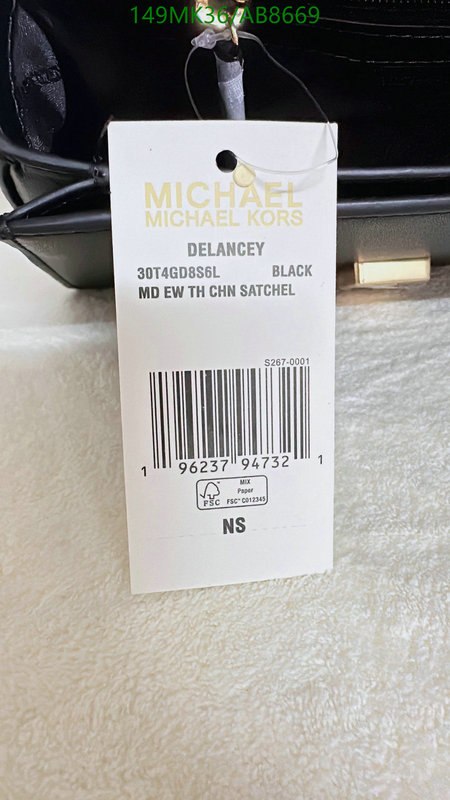 149MK36/AB8669
MICHAEL
MICHAEL KORS
DELANCEY
30T4GD8S6L BLACK
MD EW TH CHN SATCHEL
S267-0001
1 96237 94732 1
FSC
MIX
Paper
FSC™ C012345
NS